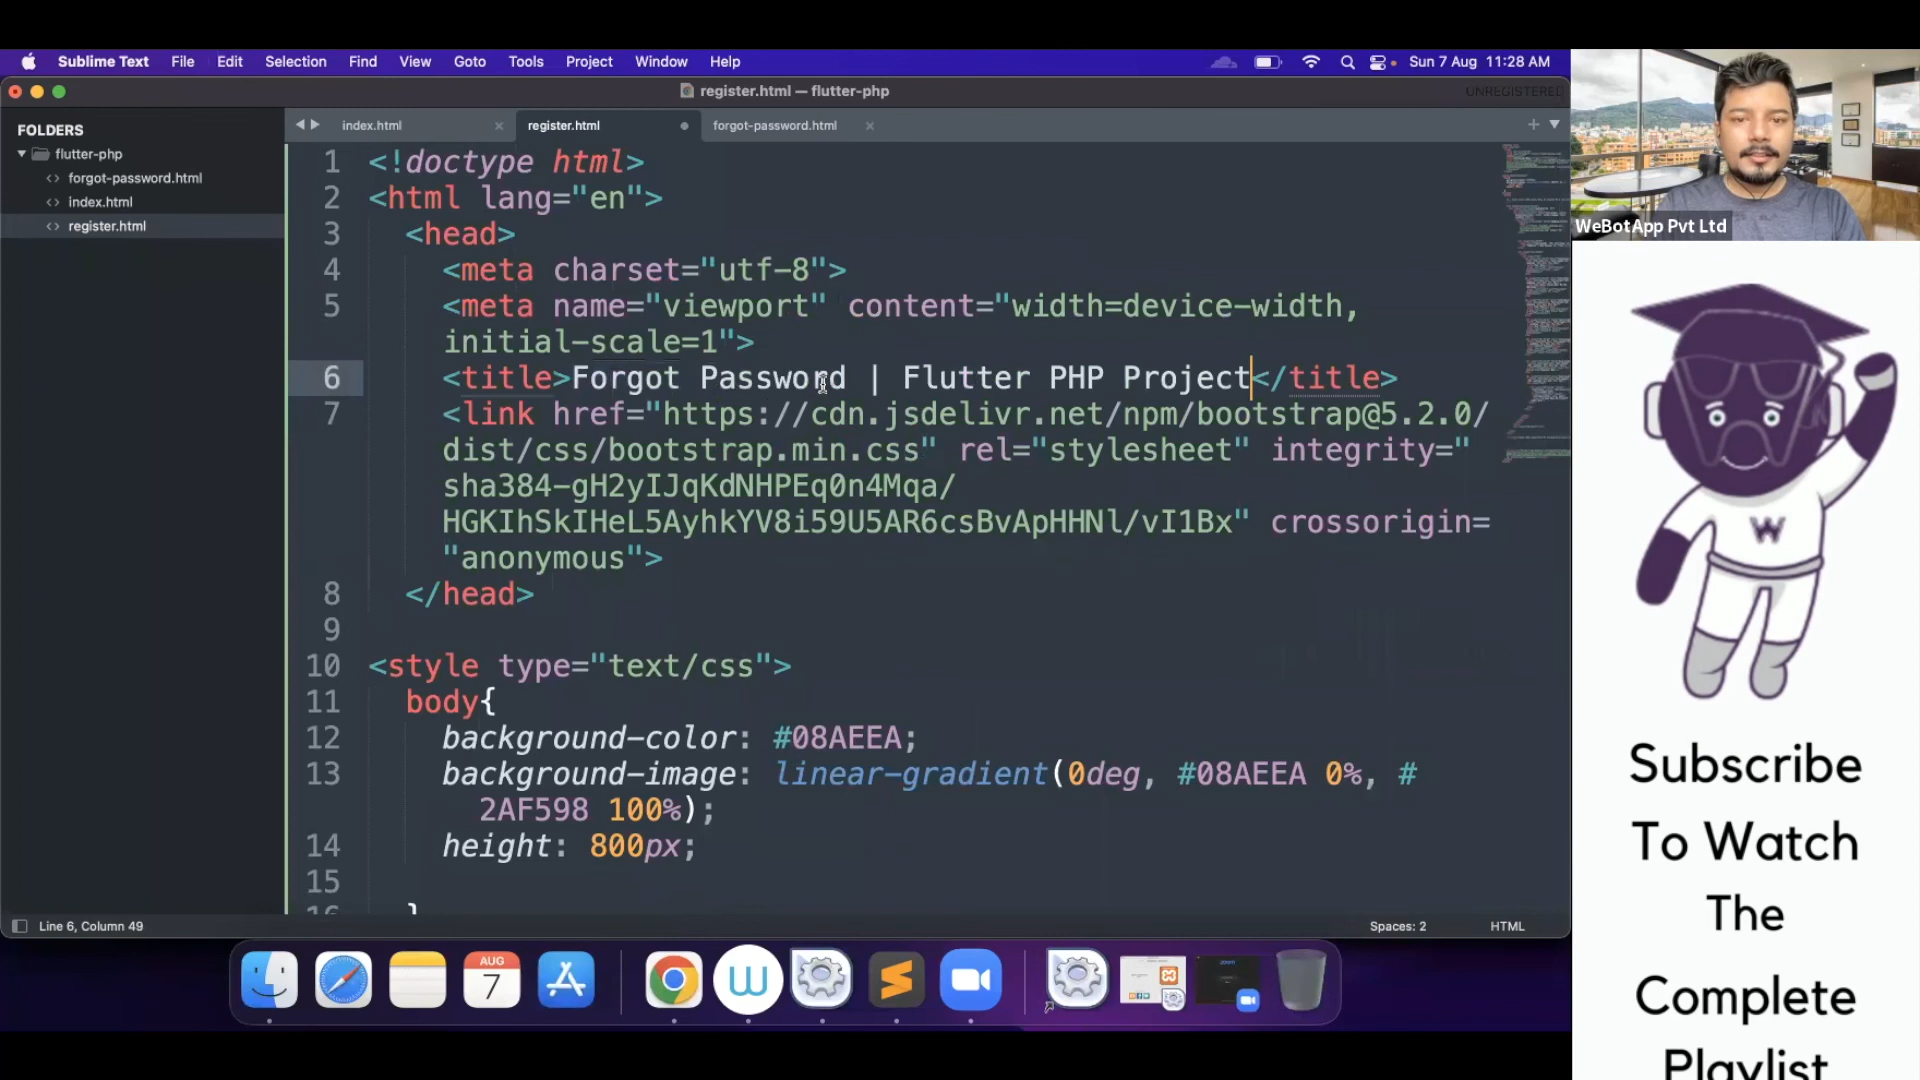 Sublime Text File Edit Selection Find View Goto Tools Project Window Help Sun 7 Aug 11:28 AM
register.html — flutter-php UNREGISTERED
FOLDERS
flutter-php
forgot-password.html
index.html
register.html
index.html register.html forgot-password.html
1 <!doctype html>
2 <html lang="en">
3 <head>
4 <meta charset="utf-8">
5 <meta name="viewport" content="width=device-width,
initial-scale=1">
6 <title>Forgot Password | Flutter PHP Project</title>
7 <link href="https://cdn.jsdelivr.net/npm/bootstrap@5.2.0/
dist/css/bootstrap.min.css" rel="stylesheet" integrity="
sha384-gH2yIJqKdNHPEq0n4Mqa/
HGKIhSkIHeL5AyhkYV8i59U5AR6csBvApHHNl/vI1Bx" crossorigin=
"anonymous">
8 </head>
9
10 <style type="text/css">
11 body{
12 background-color: #08AEEA;
13 background-image: linear-gradient(0deg, #08AEEA 0%, #
2AF598 100%);
14 height: 800px;
15
16 }
Line 6, Column 49 Spaces: 2 HTML
AUG
7
W
zoom
WeBotApp Pvt Ltd
W
Subscribe
To Watch
The
Complete
Playlist